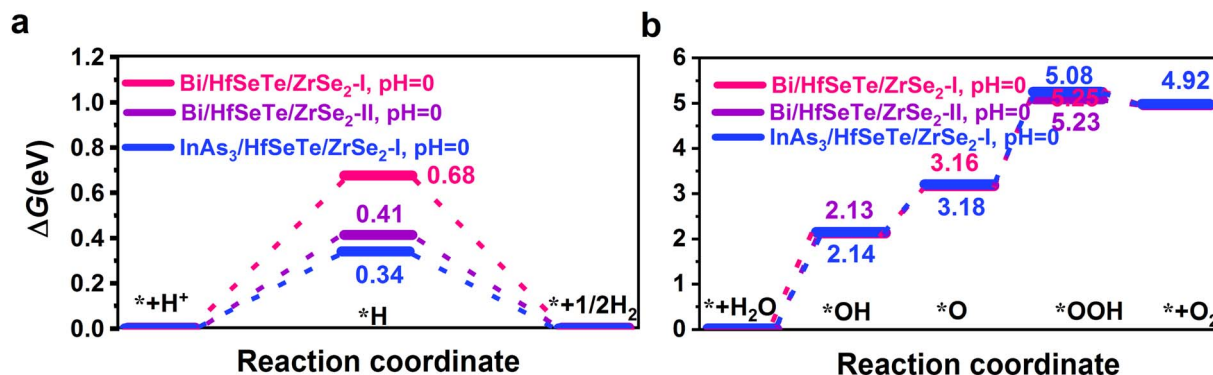 a
1.2
1.0
0.8
0.6
0.4
0.2
0.0
ΔG(eV)
Bi/HfSeTe/ZrSe₂-I, pH=0
Bi/HfSeTe/ZrSe₂-II, pH=0
InAs₃/HfSeTe/ZrSe₂-I, pH=0
0.68
0.41
0.34
*+H⁺
*H
*+1/2H₂
Reaction coordinate
b
6
5
4
3
2
1
0
Bi/HfSeTe/ZrSe₂-I, pH=0
Bi/HfSeTe/ZrSe₂-II, pH=0
InAs₃/HfSeTe/ZrSe₂-I, pH=0
5.08
4.92
5.25
5.23
3.16
3.18
2.13
2.14
*+H₂O
*OH
*O
*OOH
*+O₂
Reaction coordinate